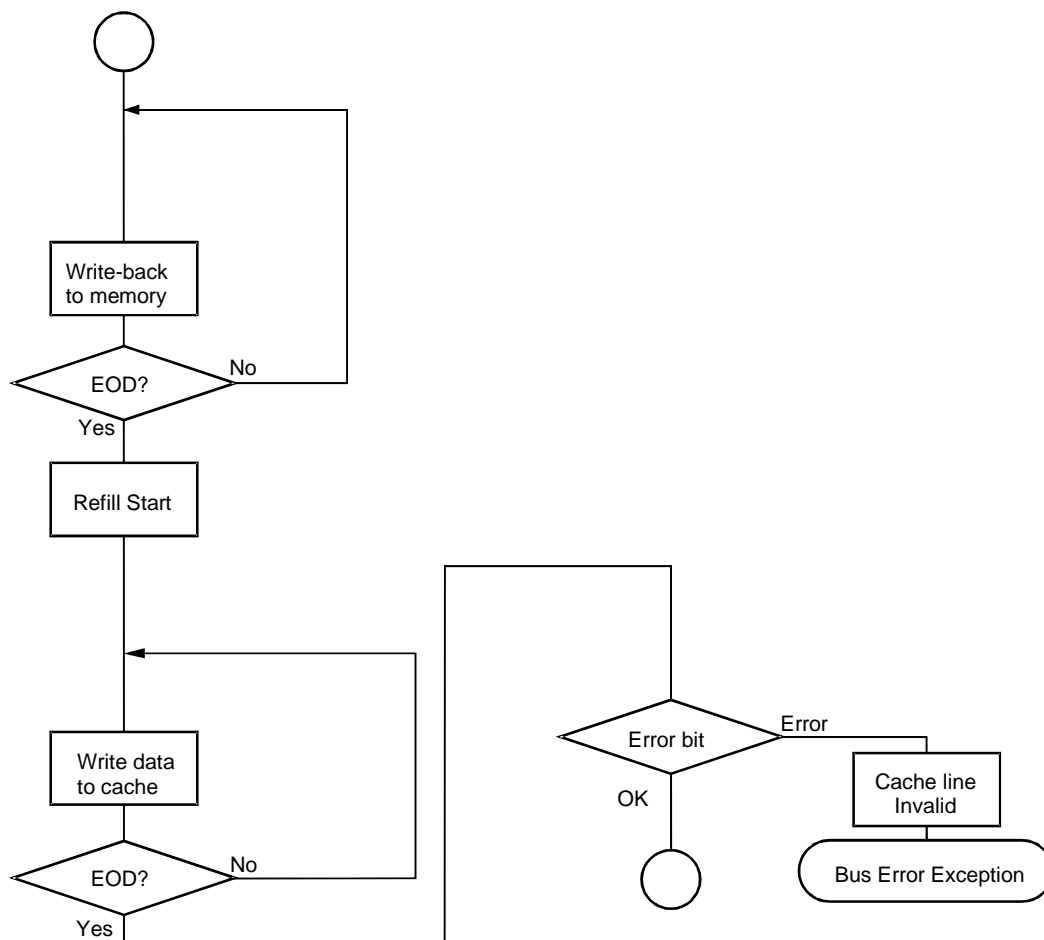 Write-back
to memory
No
EOD?
Yes
Refill Start
Write data
to cache
No
EOD?
Yes
Error
Error bit
OK
Cache line
Invalid
Bus Error Exception